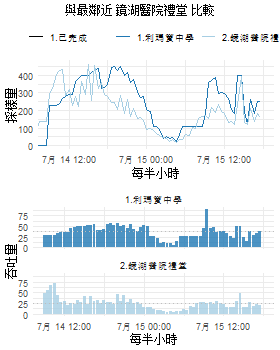 與最鄰近 鏡湖醫院禮堂 比較
1.已完成
1.利瑪竇中學
2.鏡湖醫院禮
採樣里
400
300
200
100
0
7月 14 12:00
7月 15 00:00
7月 15 12:00
每半小時
1.利瑪竇中學
75
50
25
0
2.鏡湖醫院禮堂
75
50
25
0
吞吐里
7月 14 12:00
7月 15 00:00
7月 15 12:00
每半小時